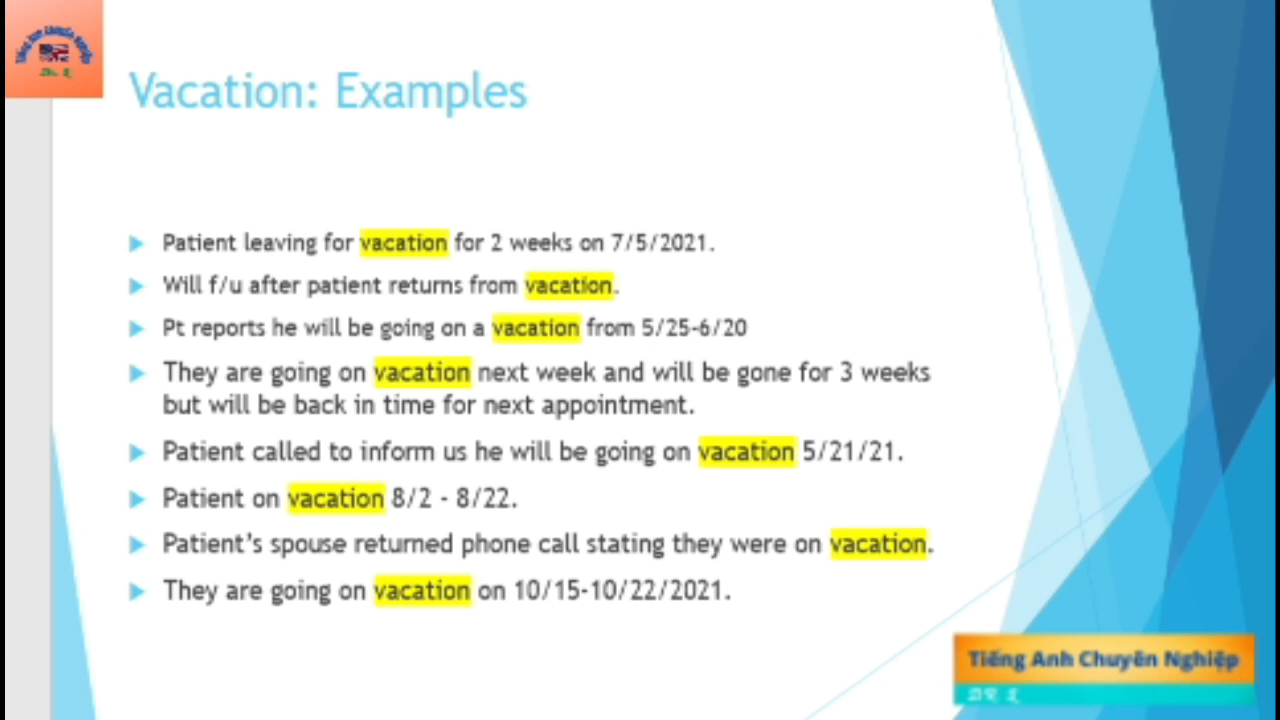 Tiếng Anh Chuyên Nghiệp
Vacation: Examples
Patient leaving for vacation for 2 weeks on 7/5/2021.
Will f/u after patient returns from vacation.
Pt reports he will be going on a vacation from 5/25-6/20
They are going on vacation next week and will be gone for 3 weeks
but will be back in time for next appointment.
Patient called to inform us he will be going on vacation 5/21/21.
Patient on vacation 8/2 - 8/22.
Patient's spouse returned phone call stating they were on vacation.
They are going on vacation on 10/15-10/22/2021.
Tiếng Anh Chuyên Nghiệp